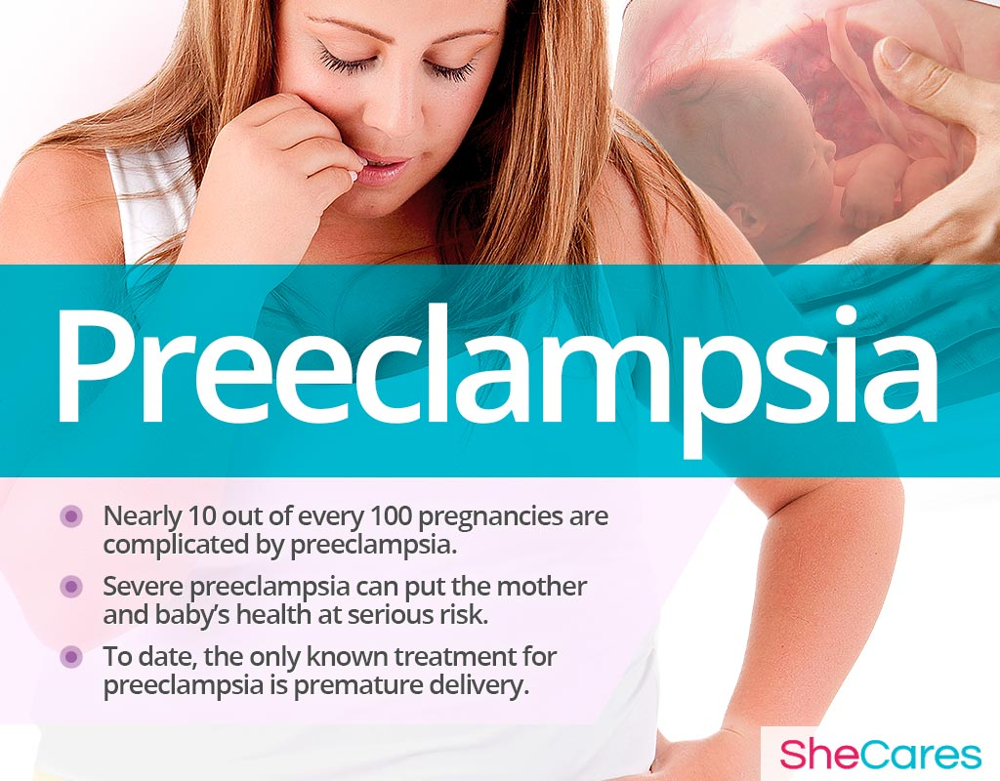 Preeclampsia
Nearly 10 out of every 100 pregnancies are
complicated by preeclampsia.
Severe preeclampsia can put the mother
and baby’s health at serious risk.
To date, the only known treatment for
preeclampsia is premature delivery.
SheCares